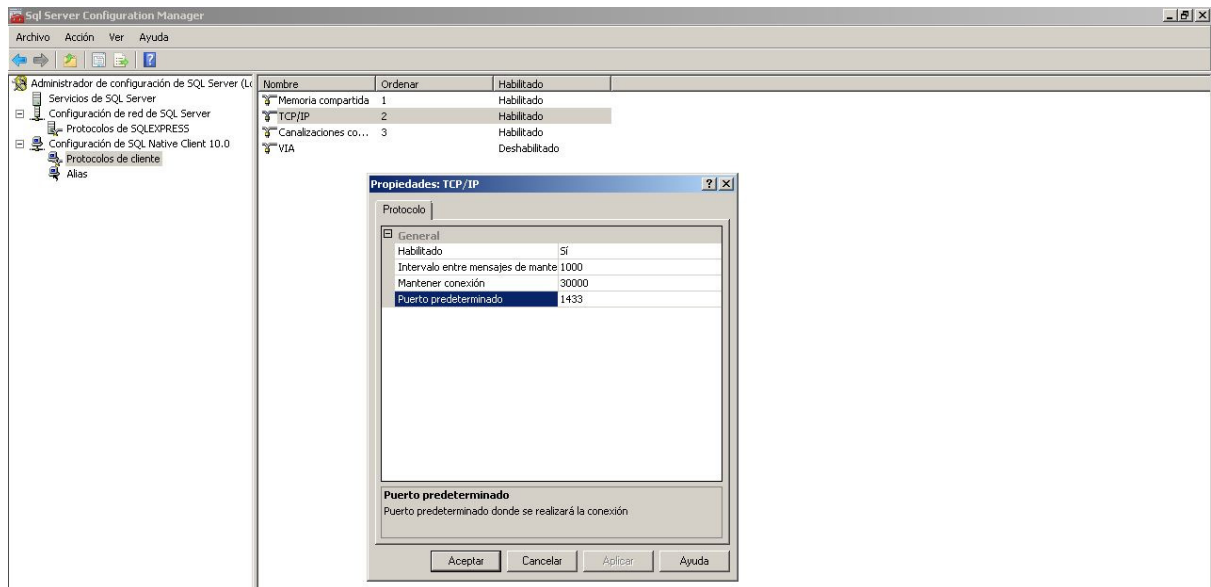 Sql Server Configuration Manager
Archivo Acción Ver Ayuda
Administrador de configuración de SQL Server (Lo
Servicios de SQL Server
Configuración de red de SQL Server
Protocolos de SQLEXPRESS
Configuración de SQL Native Client 10.0
Protocolos de cliente
Alias
Nombre Ordenar Habilitado
Memoria compartida 1 Habilitado
TCP/IP 2 Habilitado
Canalizaciones co... 3 Habilitado
VIA Deshabilitado
Propiedades: TCP/IP
Protocolo
General
Habilitado Sí
Intervalo entre mensajes de mante 1000
Mantener conexión 30000
Puerto predeterminado 1433
Puerto predeterminado
Puerto predeterminado donde se realizará la conexión
Aceptar Cancelar Aplicar Ayuda